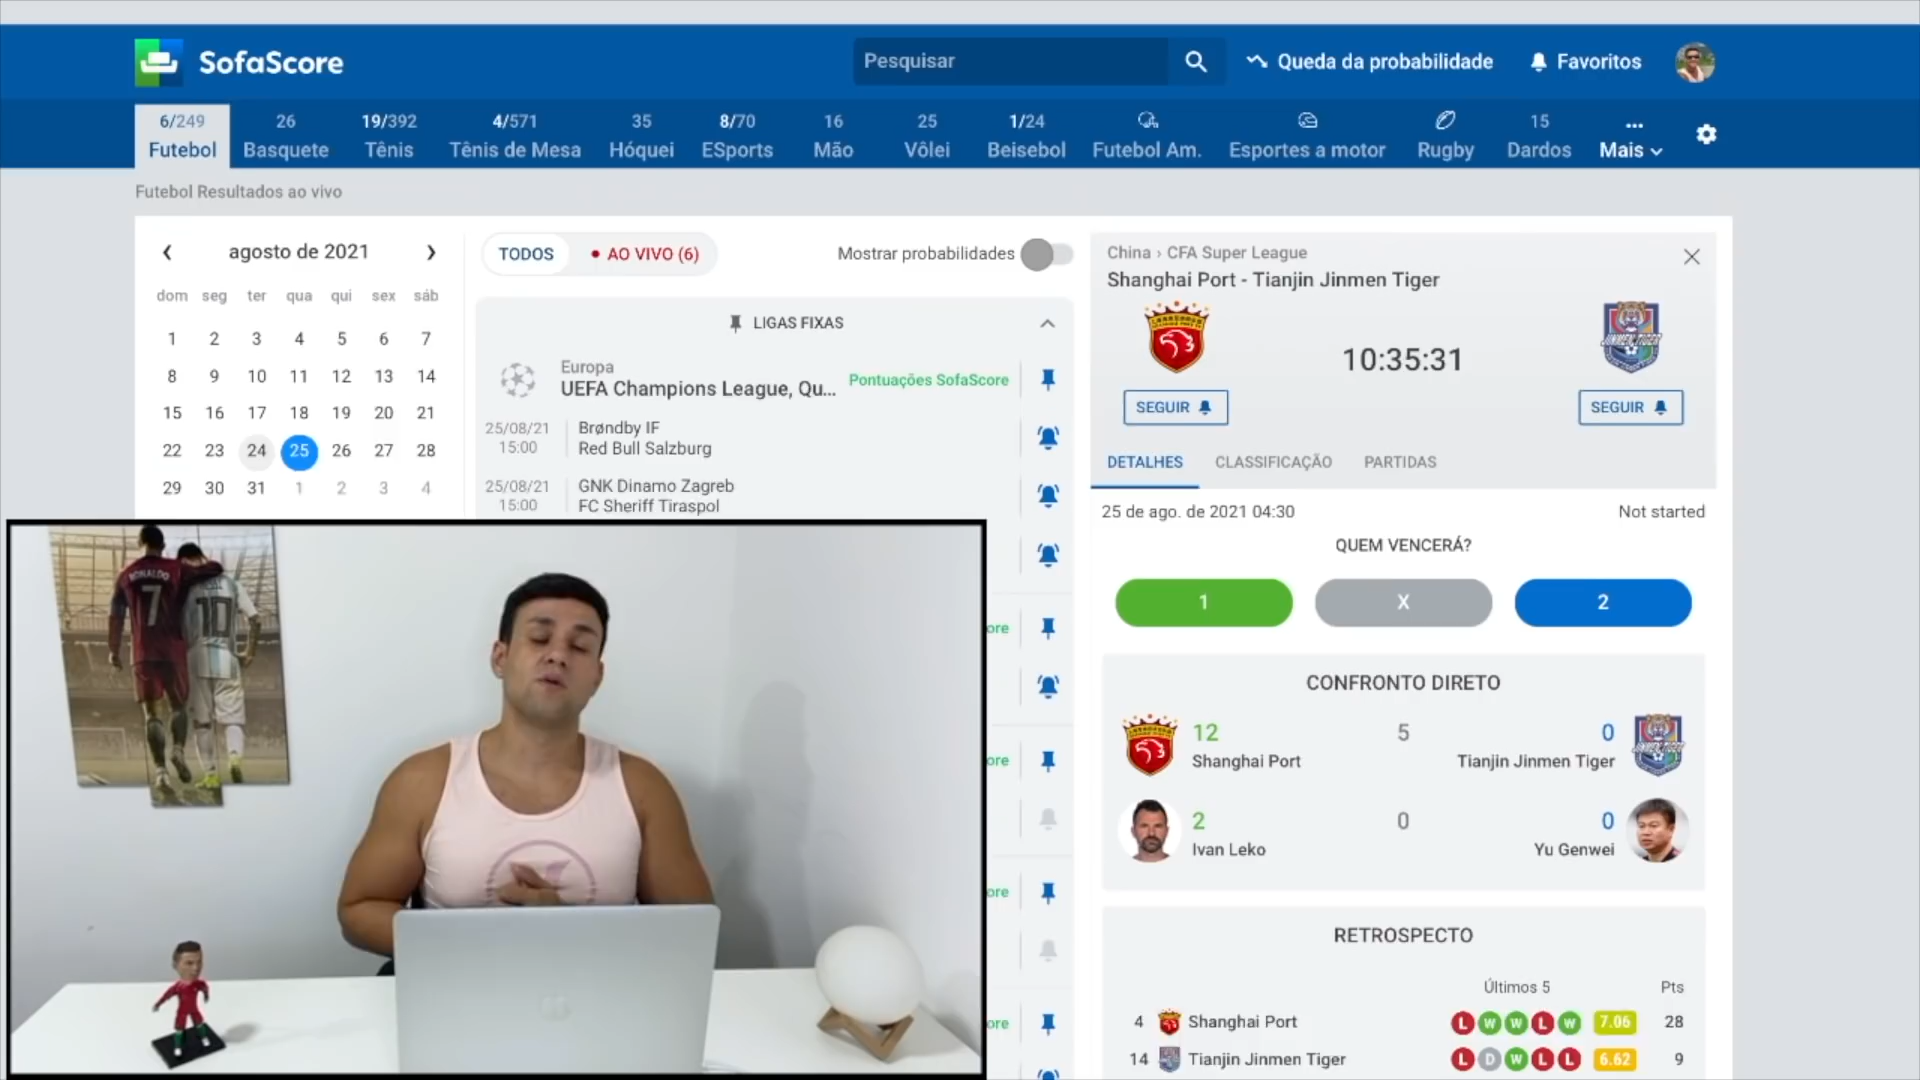 SofaScore
Pesquisar
Queda da probabilidade
Favoritos
6/249
Futebol
26
Basquete
19/392
Tênis
4/571
Tênis de Mesa
35
Hóquei
8/70
ESports
16
Mão
25
Vôlei
1/24
Beisebol
Futebol Am.
Esportes a motor
Rugby
15
Dardos
...
Mais
Futebol Resultados ao vivo
agosto de 2021
dom seg ter qua qui sex sáb
1 2 3 4 5 6 7
8 9 10 11 12 13 14
15 16 17 18 19 20 21
22 23 24 25 26 27 28
29 30 31 1 2 3 4
TODOS
AO VIVO (6)
Mostrar probabilidades
LIGAS FIXAS
Europa
UEFA Champions League, Qu...
Pontuações SofaScore
25/08/21
15:00
Brøndby IF
Red Bull Salzburg
25/08/21
15:00
GNK Dinamo Zagreb
FC Sheriff Tiraspol
ore
ore
ore
ore
China › CFA Super League
Shanghai Port - Tianjin Jinmen Tiger
10:35:31
SEGUIR
SEGUIR
DETALHES
CLASSIFICAÇÃO
PARTIDAS
25 de ago. de 2021 04:30
Not started
QUEM VENCERÁ?
1
X
2
CONFRONTO DIRETO
12
Shanghai Port
5
0
Tianjin Jinmen Tiger
2
Ivan Leko
0
0
Yu Genwei
RETROSPECTO
Últimos 5
Pts
4 Shanghai Port L W W L W 7.06 28
14 Tianjin Jinmen Tiger L D W L L 6.62 9
RONALDO
7
10